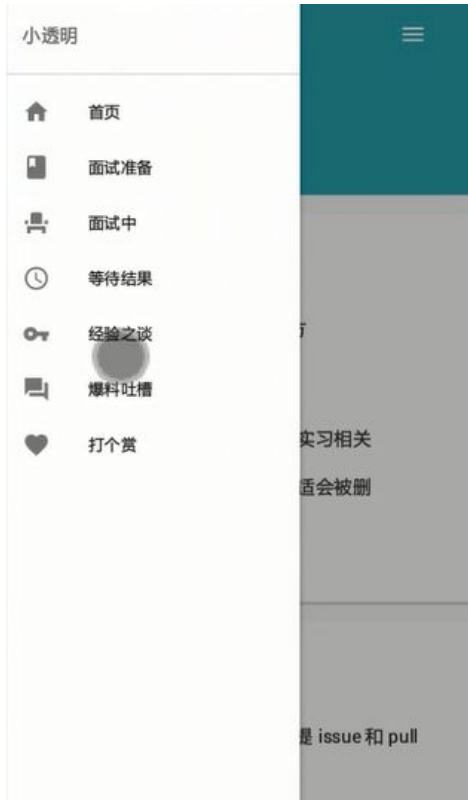 小透明
首页
面试准备
面试中
等待结果
经验之谈
爆料吐槽
打个赏
实习相关
适会被删
是 issue 和 pull